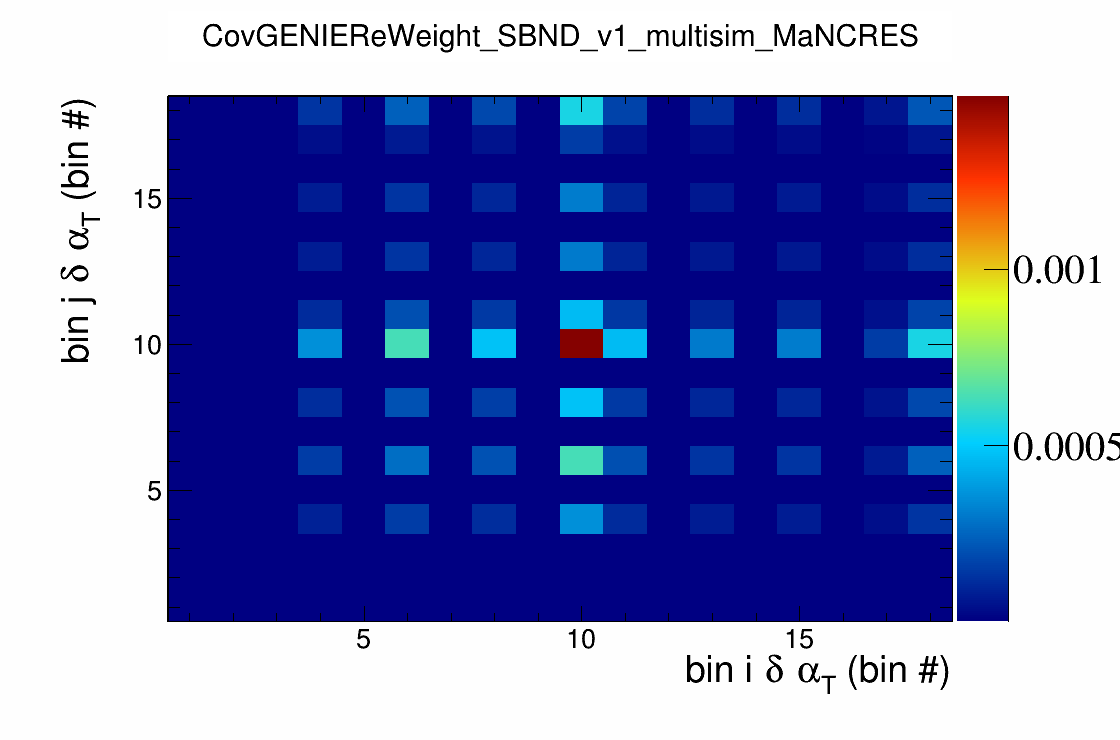 CovGENIEReWeight_SBND_v1_multisim_MaNCRES
bin j δ α_T (bin #)
15
10
5
5
10
15
bin i δ α_T (bin #)
0.001
0.0005